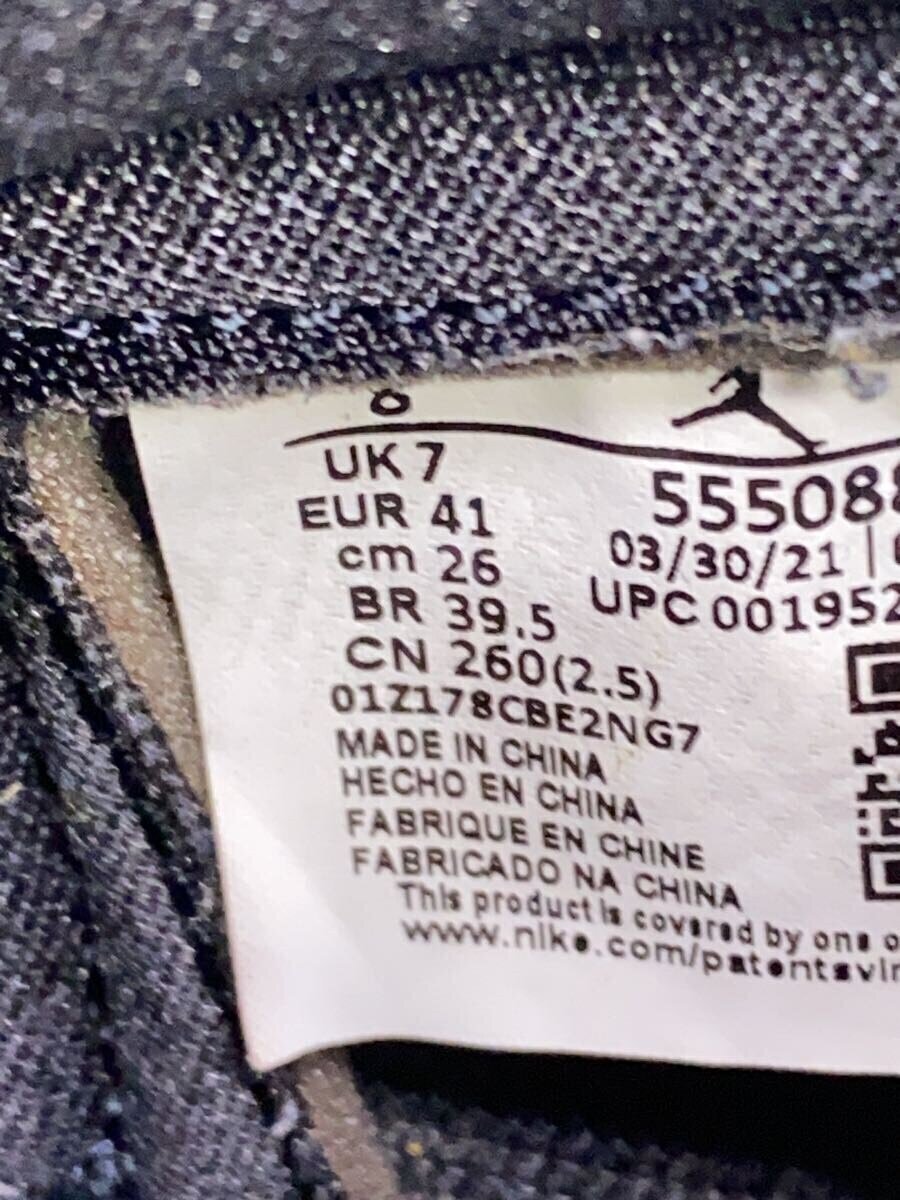 UK 7
EUR 41
cm 26
BR 39.5
CN 260(2.5)
01Z178CBE2NG7
MADE IN CHINA
HECHO EN CHINA
FABRIQUE EN CHINE
FABRICADO NA CHINA
This product is covered by one o
www.nike.com/patentsvir
55508
03/30/21 |
UPC 001952